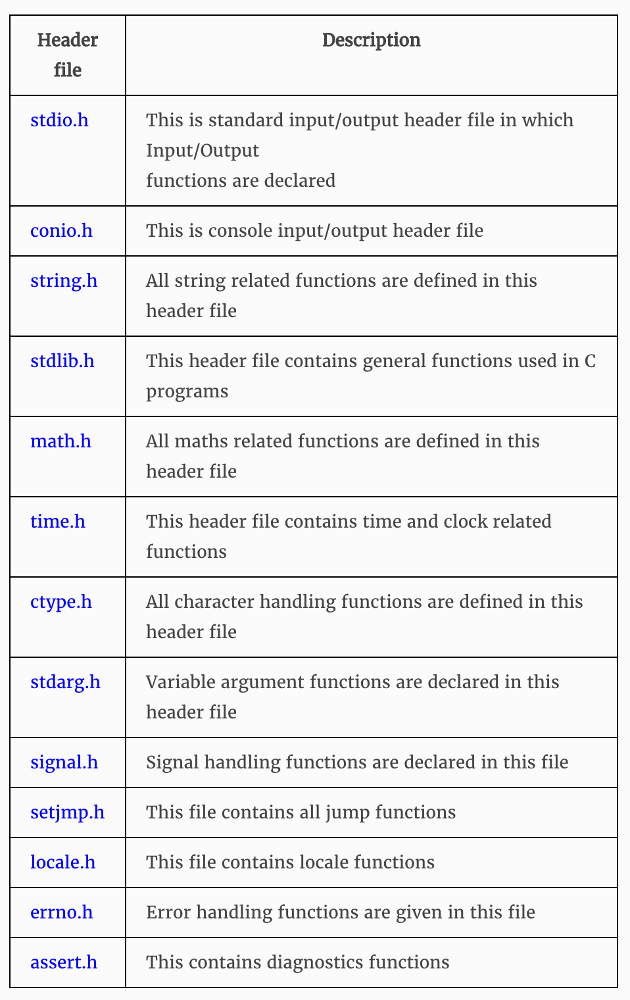 Header
file
Description
stdio.h
This is standard input/output header file in which
Input/Output
functions are declared
conio.h
This is console input/output header file
string.h
All string related functions are defined in this
header file
stdlib.h
This header file contains general functions used in C
programs
math.h
All maths related functions are defined in this
header file
time.h
This header file contains time and clock related
functions
ctype.h
All character handling functions are defined in this
header file
stdarg.h
Variable argument functions are declared in this
header file
signal.h
Signal handling functions are declared in this file
setjmp.h
This file contains all jump functions
locale.h
This file contains locale functions
errno.h
Error handling functions are given in this file
assert.h
This contains diagnostics functions